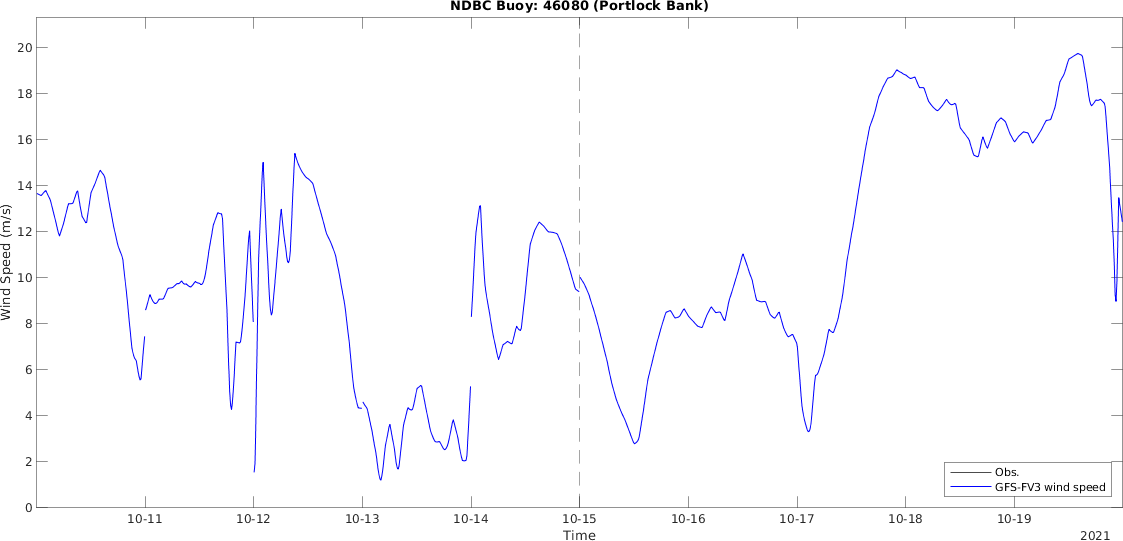 NDBC Buoy: 46080 (Portlock Bank)
20
18
16
14
12
10
8
6
4
2
0
Wind Speed (m/s)
Obs.
GFS-FV3 wind speed
10-11 10-12 10-13 10-14 10-15 10-16 10-17 10-18 10-19
Time
2021